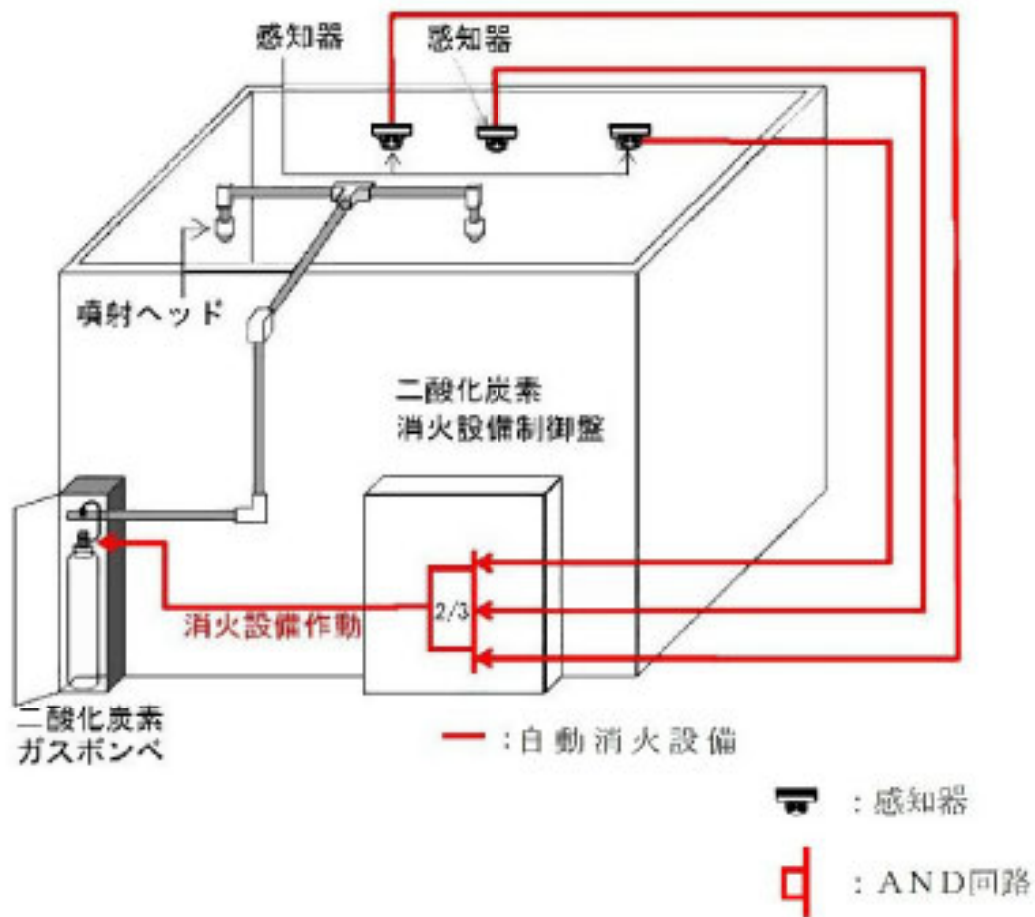 感知器
感知器
噴射ヘッド
二酸化炭素
消火設備制御盤
2/3
消火設備作動
二酸化炭素
ガスボンベ
:自動消火設備
:感知器
:AND回路